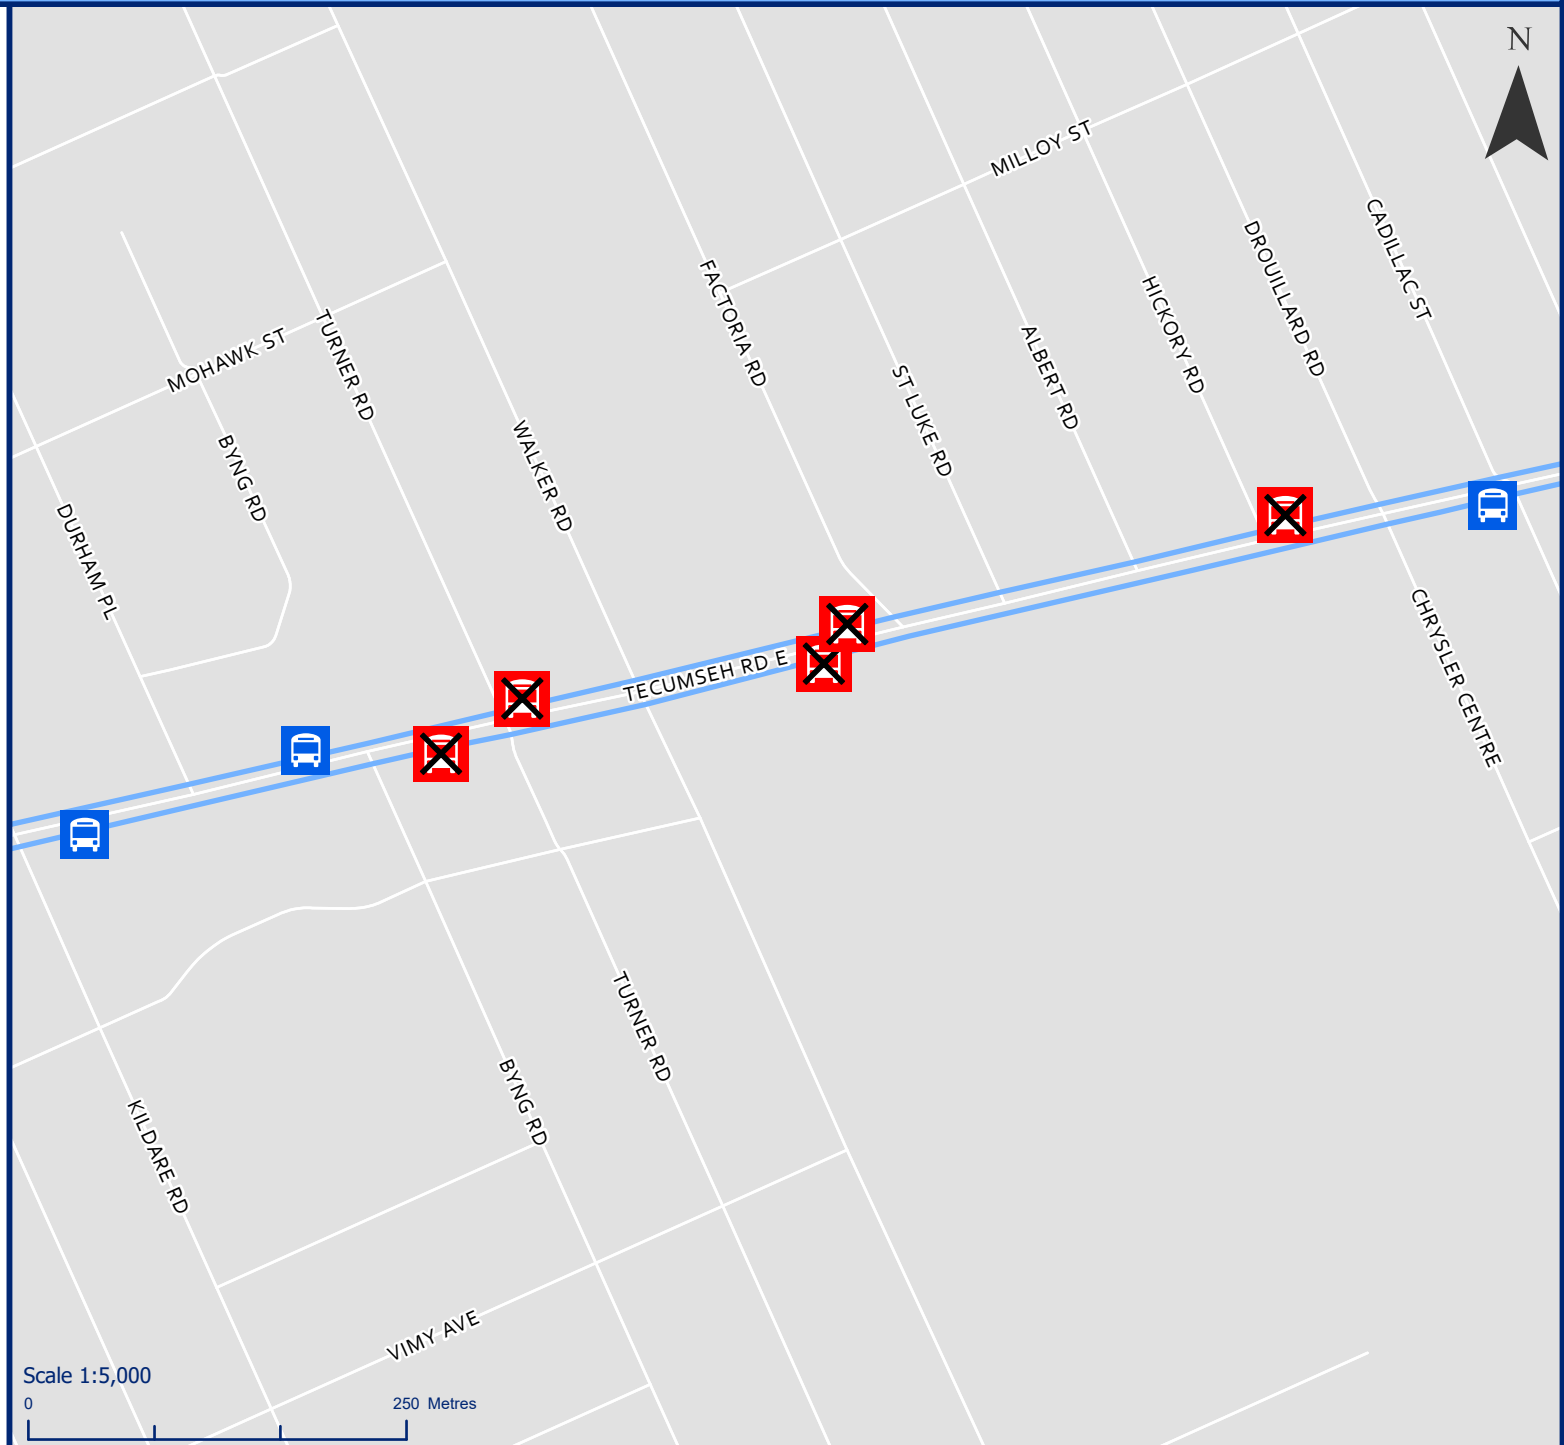 N
MILLOY ST
CADILLAC ST
DROUILLARD RD
FACTORIA RD
HICKORY RD
TURNER RD
MOHAWK ST
ALBERT RD
ST LUKE RD
WALKER RD
BYNG RD
DURHAM PL
CHRYSLER CENTRE
TECUMSEH RD E
TURNER RD
BYNG RD
KILDARE RD
VIMY AVE
Scale 1:5,000
0 250 Metres